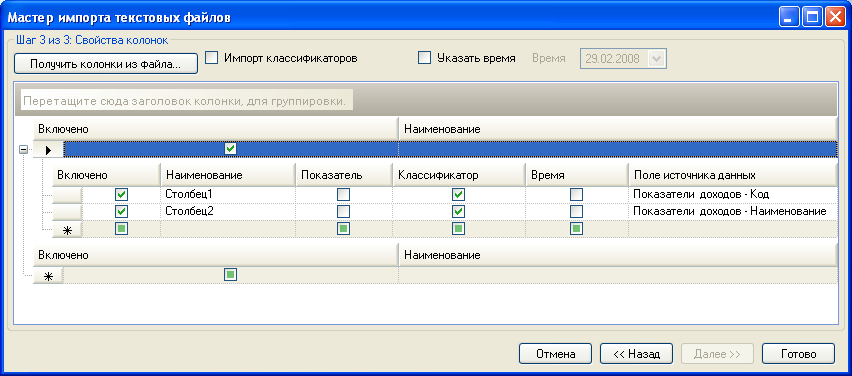 Мастер импорта текстовых файлов
Шаг 3 из 3: Свойства колонок
Получить колонки из файла... Импорт классификаторов Указать время Время 29.02.2008
Перетащите сюда заголовок колонки, для группировки.
Включено Наименование
Включено Наименование Показатель Классификатор Время Поле источника данных
Столбец1 Показатели доходов - Код
Столбец2 Показатели доходов - Наименование
Включено Наименование
Отмена << Назад Далее >> Готово